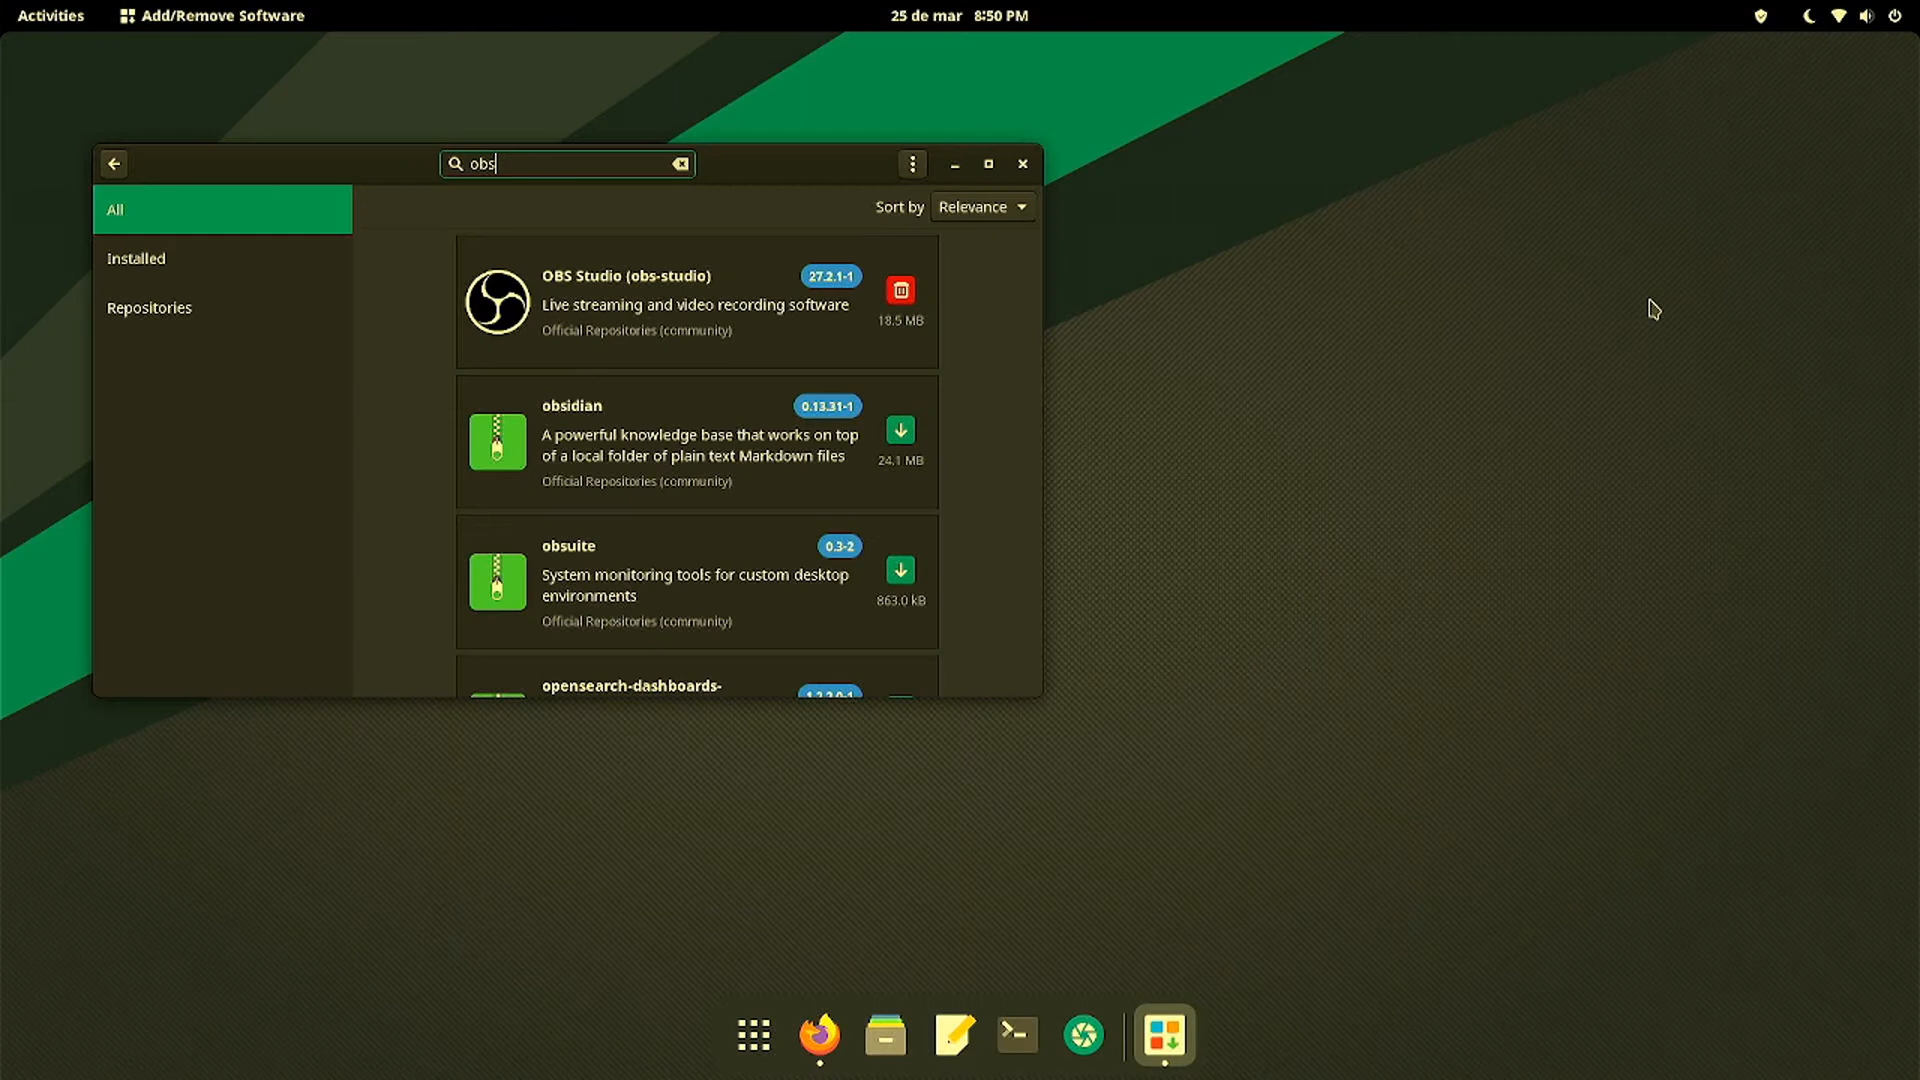 Activities
Add/Remove Software
25 de mar 8:50 PM
obs
All
Sort by
Relevance
Installed
Repositories
OBS Studio (obs-studio)
27.2.1-1
Live streaming and video recording software
18.5 MB
Official Repositories (community)
obsidian
0.13.31-1
A powerful knowledge base that works on top
of a local folder of plain text Markdown files
24.1 MB
Official Repositories (community)
obsuite
0.3-2
System monitoring tools for custom desktop
environments
863.0 kB
Official Repositories (community)
opensearch-dashboards-